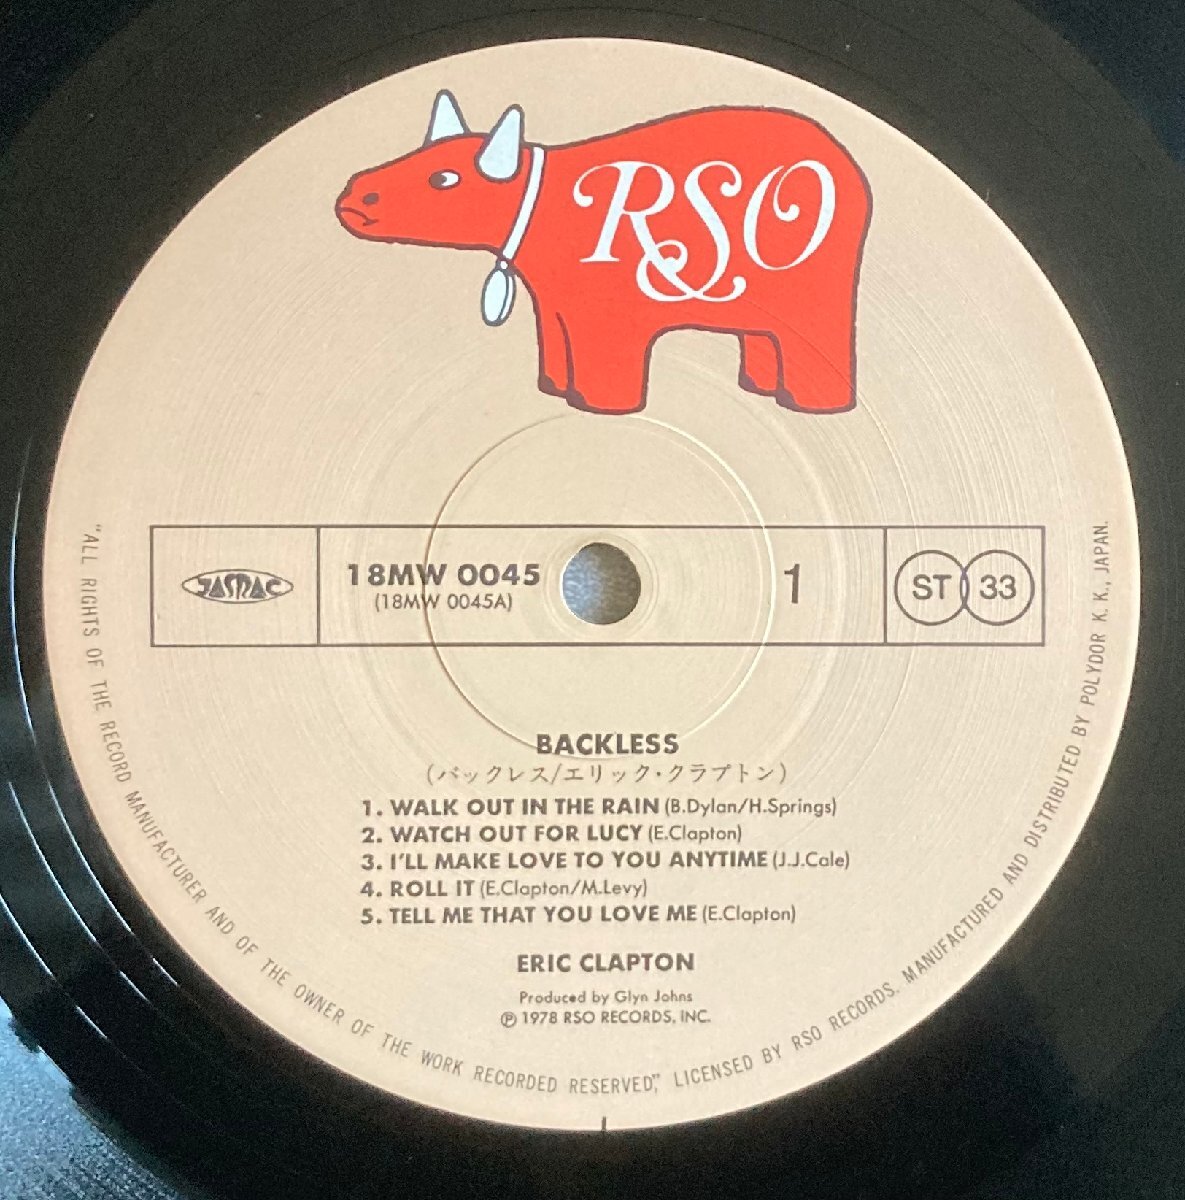 RSO
JASRAC
18MW 0045
(18MW 0045A)
1
ST 33
BACKLESS
(バックレス/エリック・クラプトン)
1. WALK OUT IN THE RAIN (B.Dylan/H.Springs)
2. WATCH OUT FOR LUCY (E.Clapton)
3. I'LL MAKE LOVE TO YOU ANYTIME (J.J.Cale)
4. ROLL IT (E.Clapton/M.Levy)
5. TELL ME THAT YOU LOVE ME (E.Clapton)
ERIC CLAPTON
Produced by Glyn Johns
℗ 1978 RSO RECORDS, INC.
"ALL RIGHTS OF THE RECORD MANUFACTURER AND OF THE OWNER OF THE WORK RECORDED RESERVED," LICENSED BY RSO RECORDS. MANUFACTURED AND DISTRIBUTED BY POLYDOR K. K., JAPAN.